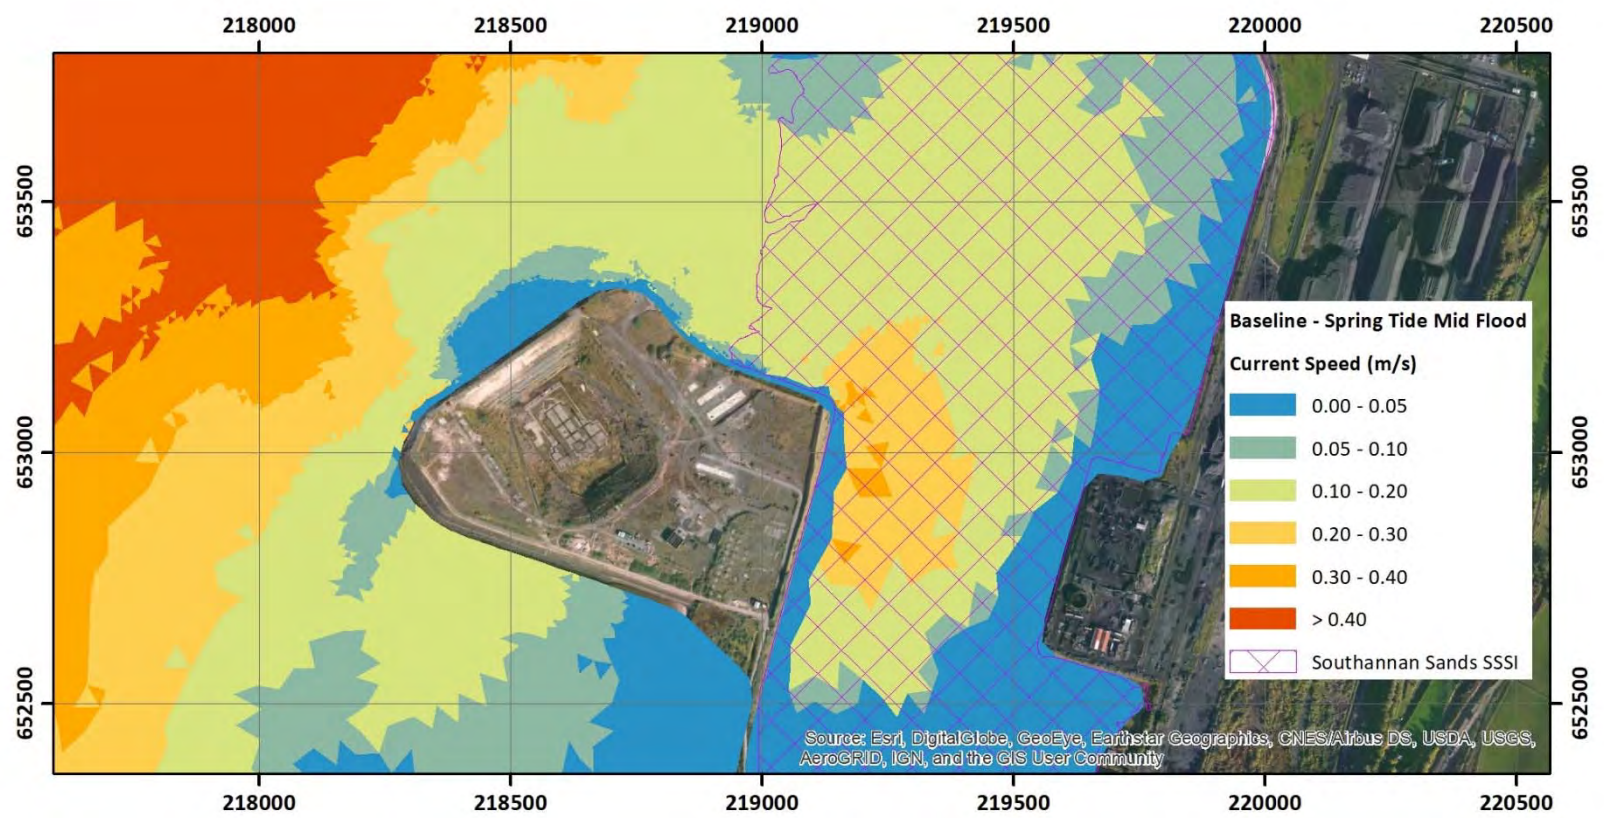 218000 218500 219000 219500 220000 220500
653500 653500
653000 653000
652500 652500
Baseline - Spring Tide Mid Flood
Current Speed (m/s)
0.00 - 0.05
0.05 - 0.10
0.10 - 0.20
0.20 - 0.30
0.30 - 0.40
> 0.40
Southannan Sands SSSI
Source: Esri, DigitalGlobe, GeoEye, Earthstar Geographics, CNES/Airbus DS, USDA, USGS,
AeroGRID, IGN, and the GIS User Community
218000 218500 219000 219500 220000 220500